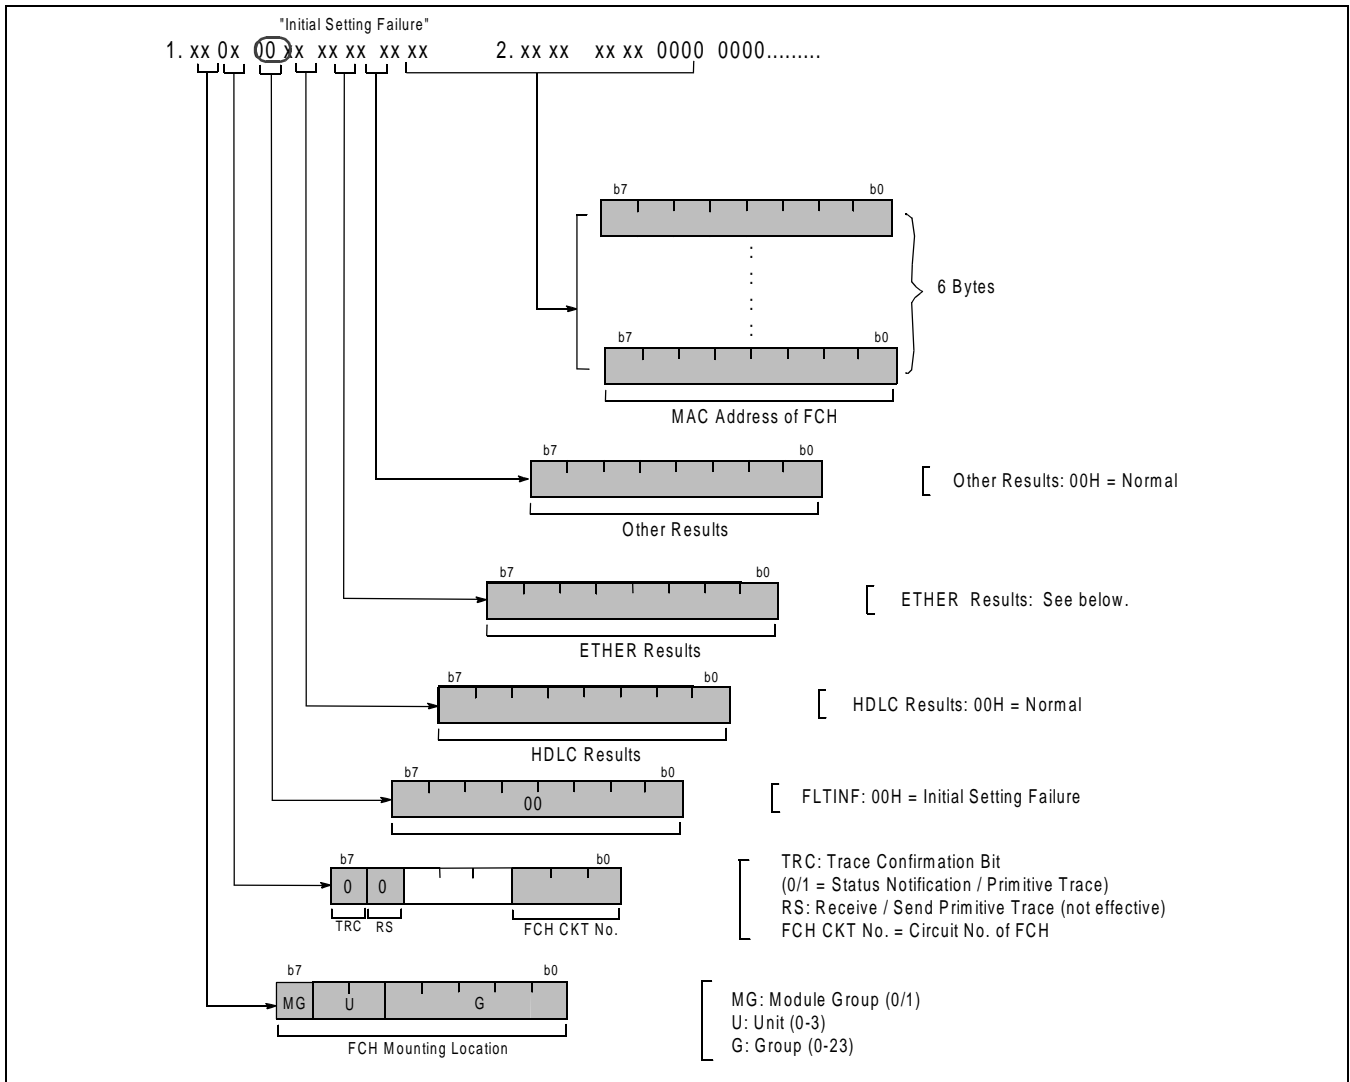 "Initial Setting Failure"
1. xx 0x 00 xx xx xx xx xx 2. xx xx xx xx 0000 0000.........
b7 b0
6 Bytes
b7 b0
MAC Address of FCH
b7 b0
Other Results: 00H = Normal
Other Results
b7 b0
ETHER Results: See below.
ETHER Results
b7 b0
HDLC Results: 00H = Normal
HDLC Results
b7 b0
00
FLTINF: 00H = Initial Setting Failure
b7 b0
0 0
TRC RS FCH CKT No.
TRC: Trace Confirmation Bit
(0/1 = Status Notification / Primitive Trace)
RS: Receive / Send Primitive Trace (not effective)
FCH CKT No. = Circuit No. of FCH
b7 b0
MG U G
FCH Mounting Location
MG: Module Group (0/1)
U: Unit (0-3)
G: Group (0-23)